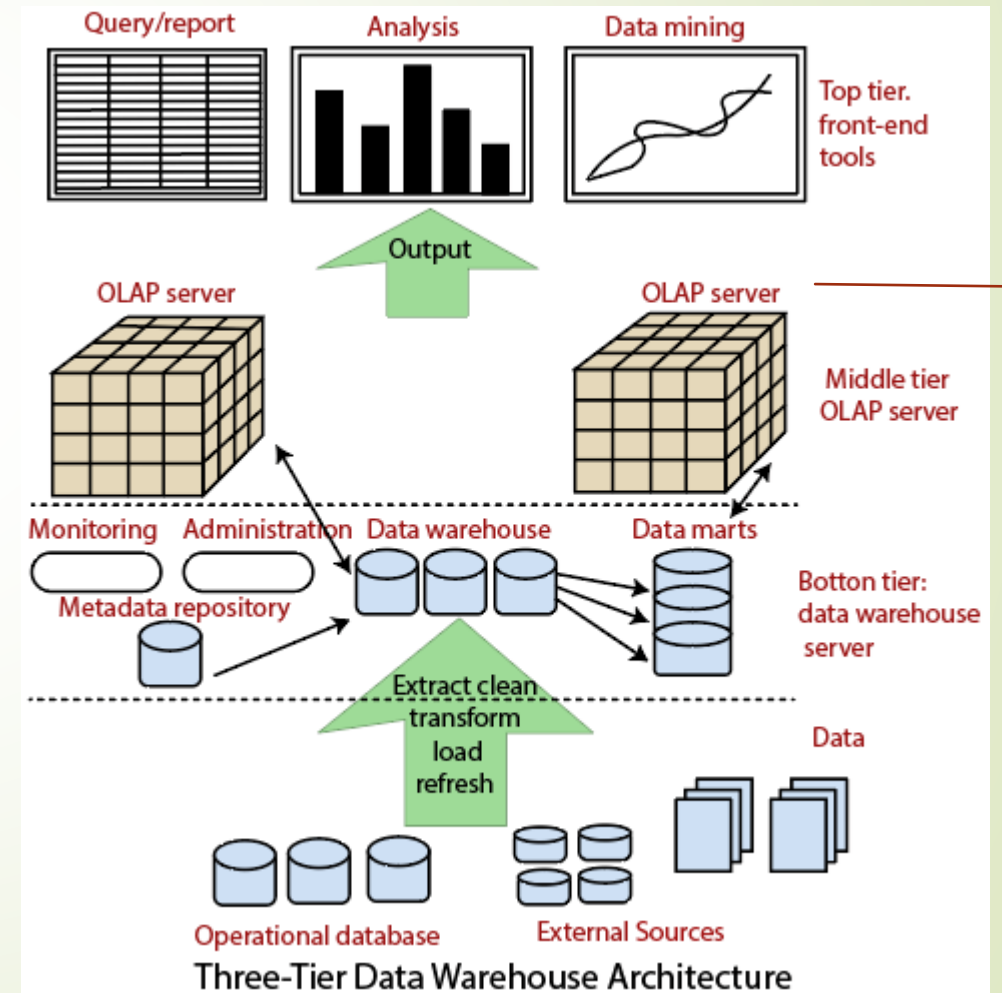 Query/report
Analysis
Data mining
Top tier.
front-end
tools
Output
OLAP server
OLAP server
Middle tier
OLAP server
Monitoring
Administration
Data warehouse
Data marts
Metadata repository
Botton tier:
data warehouse
server
Extract clean
transform
load
refresh
Data
Operational database
External Sources
Three-Tier Data Warehouse Architecture